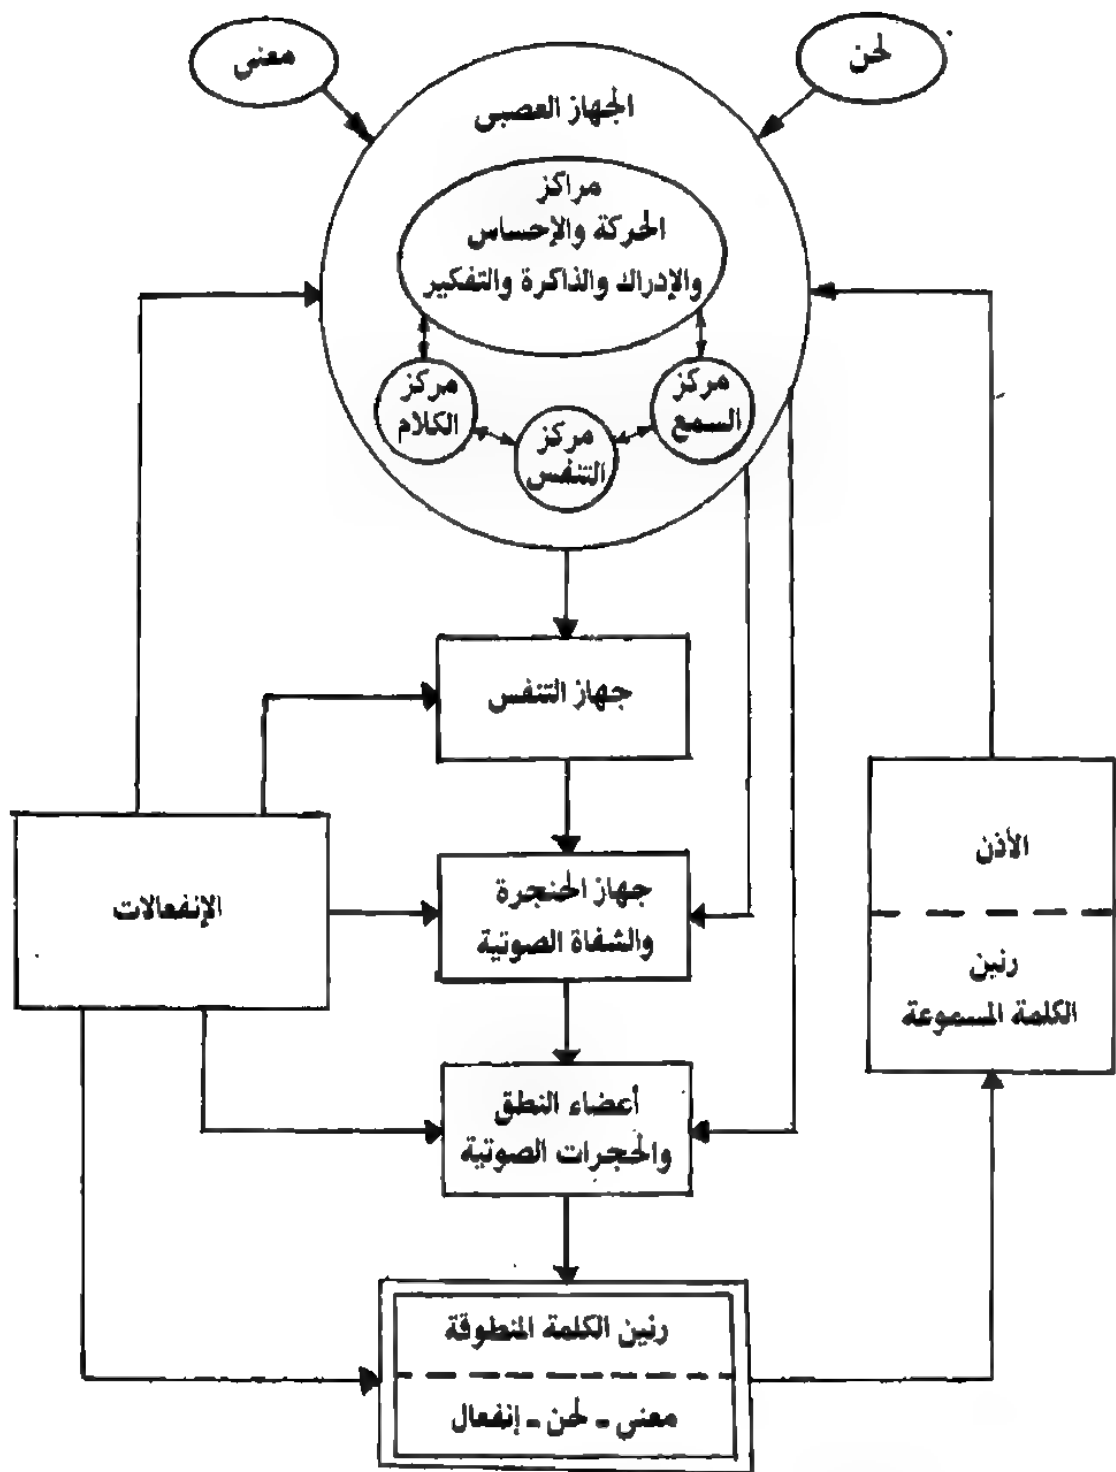 لحن
معنى
الجهاز العصبى
مراكز
الحركة والإحساس
والإدراك والذاكرة والتفكير
مركز
السمع
مركز
التنفس
مركز
الكلام
جهاز التنفس
جهاز الحنجرة
والشفاة الصوتية
الإنفعالات
الأذن
رنين
الكلمة المسموعة
أعضاء النطق
والحجرات الصوتية
رنين الكلمة المنطوقة
معنى - لحن - إنفعال